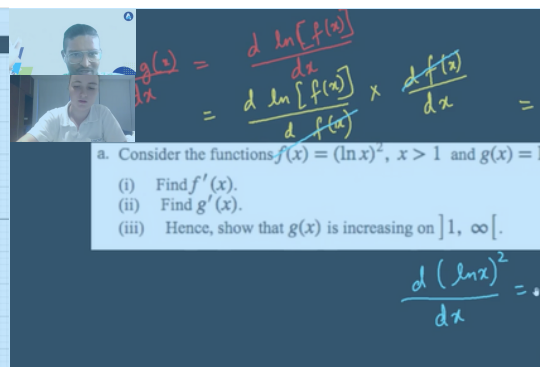 g(x) / dx = d ln [f(x)] / dx
= d ln [f(x)] / d f(x) × d f(x) / dx =
a. Consider the functions f(x) = (ln x)², x > 1 and g(x) =
(i) Find f′(x).
(ii) Find g′(x).
(iii) Hence, show that g(x) is increasing on ]1, ∞[.
d (ln x)² / dx =